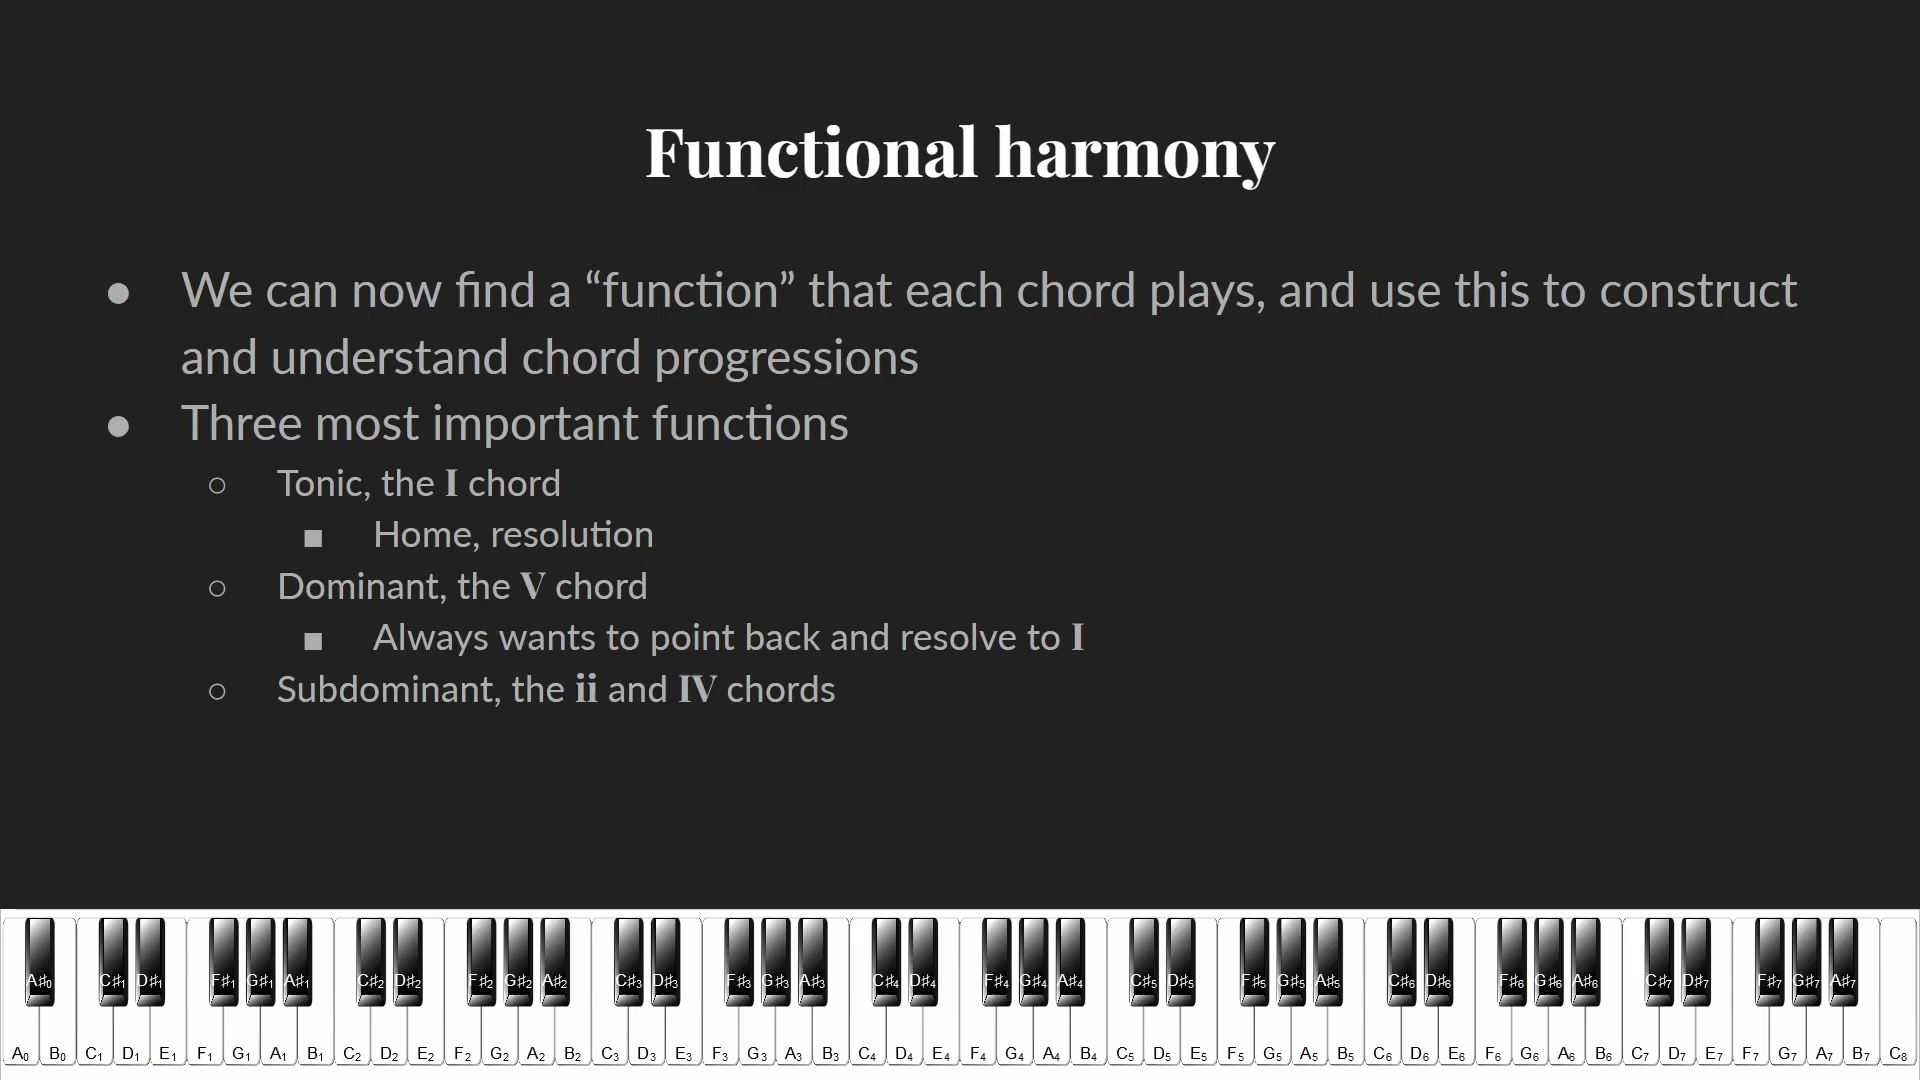 Functional harmony
● We can now find a “function” that each chord plays, and use this to construct
and understand chord progressions
● Three most important functions
○ Tonic, the I chord
■ Home, resolution
○ Dominant, the V chord
■ Always wants to point back and resolve to I
○ Subdominant, the ii and IV chords
A♯0 C♯1 D♯1 F♯1 G♯1 A♯1 C♯2 D♯2 F♯2 G♯2 A♯2 C♯3 D♯3 F♯3 G♯3 A♯3 C♯4 D♯4 F♯4 G♯4 A♯4 C♯5 D♯5 F♯5 G♯5 A♯5 C♯6 D♯6 F♯6 G♯6 A♯6 C♯7 D♯7 F♯7 G♯7 A♯7
A0 B0 C1 D1 E1 F1 G1 A1 B1 C2 D2 E2 F2 G2 A2 B2 C3 D3 E3 F3 G3 A3 B3 C4 D4 E4 F4 G4 A4 B4 C5 D5 E5 F5 G5 A5 B5 C6 D6 E6 F6 G6 A6 B6 C7 D7 E7 F7 G7 A7 B7 C8